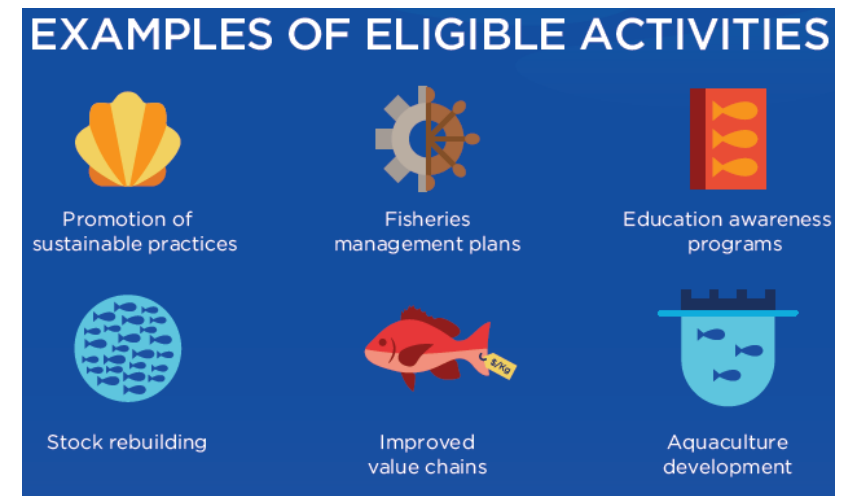 EXAMPLES OF ELIGIBLE ACTIVITIES
Promotion of
sustainable practices
Fisheries
management plans
Education awareness
programs
Stock rebuilding
$/Kg
Improved
value chains
Aquaculture
development